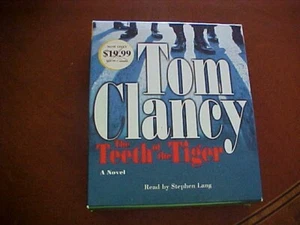 $19.99
Tom
Clancy
The
Teeth of the Tiger
A Novel
Read by Stephen Lang